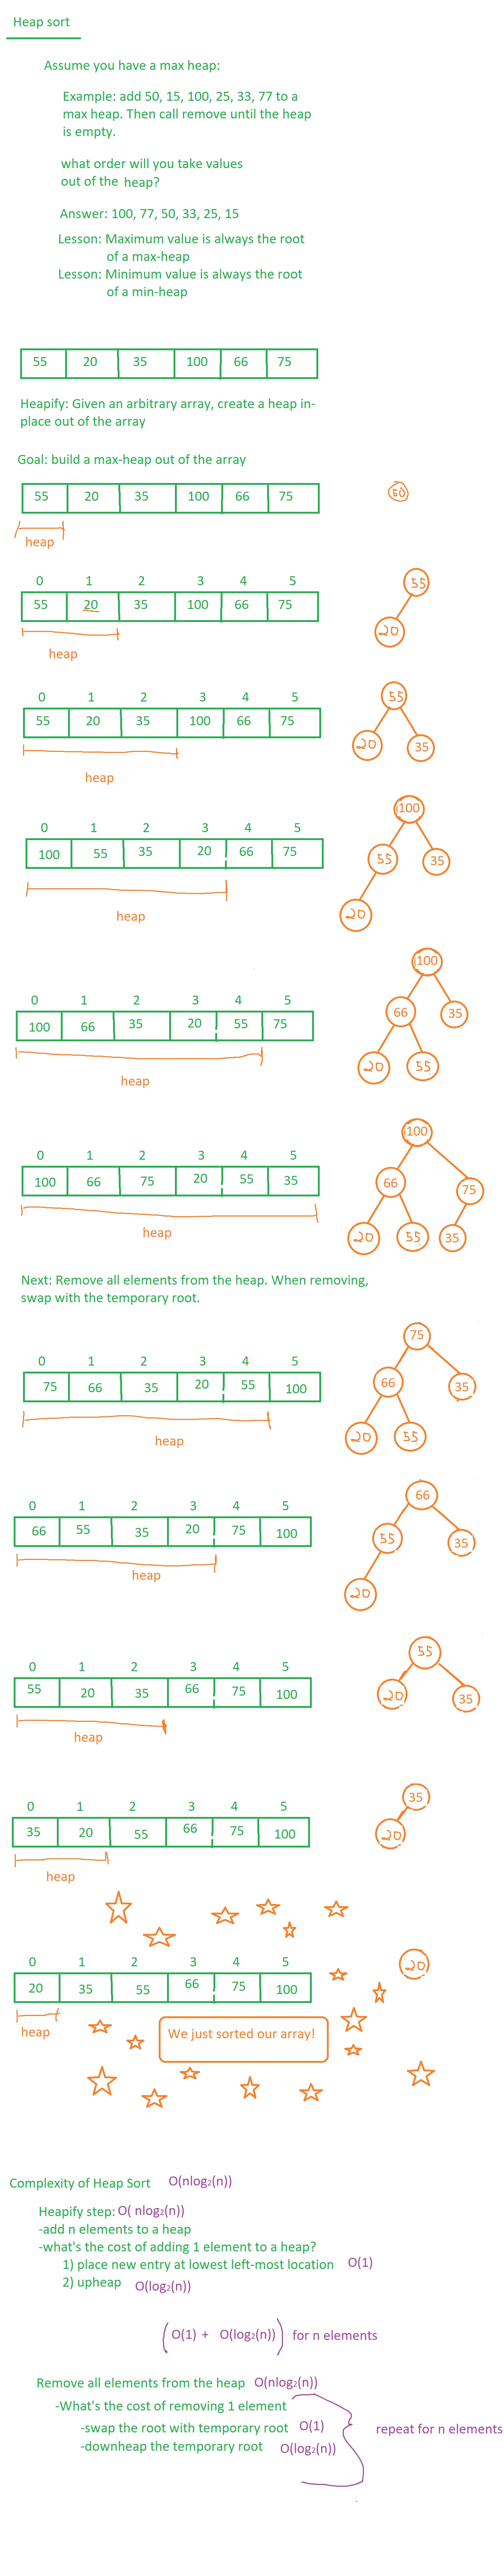 Heap sort
Assume you have a max heap:
Example: add 50, 15, 100, 25, 33, 77 to a
max heap. Then call remove until the heap
is empty.
what order will you take values
out of the heap?
Answer: 100, 77, 50, 33, 25, 15
Lesson: Maximum value is always the root
of a max-heap
Lesson: Minimum value is always the root
of a min-heap
55 20 35 100 66 75
Heapify: Given an arbitrary array, create a heap in-
place out of the array
Goal: build a max-heap out of the array
55 20 35 100 66 75
heap
0 1 2 3 4 5
55
55 20 35 100 66 75
20
heap
0 1 2 3 4 5
55
55 20 35 100 66 75
20 35
heap
0 1 2 3 4 5
100
100 55 35 20 66 75
55 35
heap
20
100
0 1 2 3 4 5
66 35
100 66 35 20 55 75
20 55
heap
100
0 1 2 3 4 5
66 75
100 66 75 20 55 35
20 55 35
heap
Next: Remove all elements from the heap. When removing,
swap with the temporary root.
75
0 1 2 3 4 5
75 66 35 20 55 100
66 35
20 55
heap
66
0 1 2 3 4 5
66 55 35 20 75 100
55 35
heap
20
55
0 1 2 3 4 5
55 20 35 66 75 100
20 35
heap
35
0 1 2 3 4 5
35 20 55 66 75 100
20
heap
0 1 2 3 4 5
20
20 35 55 66 75 100
heap
We just sorted our array!
Complexity of Heap Sort O(nlog₂(n))
Heapify step: O( nlog₂(n))
-add n elements to a heap
-what's the cost of adding 1 element to a heap?
1) place new entry at lowest left-most location O(1)
2) upheap O(log₂(n))
( O(1) + O(log₂(n)) ) for n elements
Remove all elements from the heap O(nlog₂(n))
-What's the cost of removing 1 element
-swap the root with temporary root O(1)
repeat for n elements
-downheap the temporary root O(log₂(n))